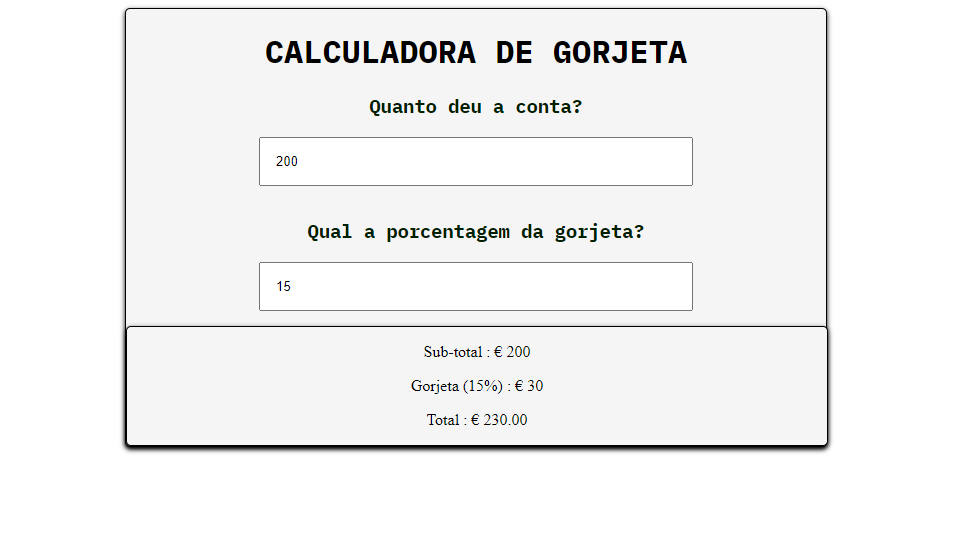 CALCULADORA DE GORJETA
Quanto deu a conta?
200
Qual a porcentagem da gorjeta?
15
Sub-total : € 200
Gorjeta (15%) : € 30
Total : € 230.00